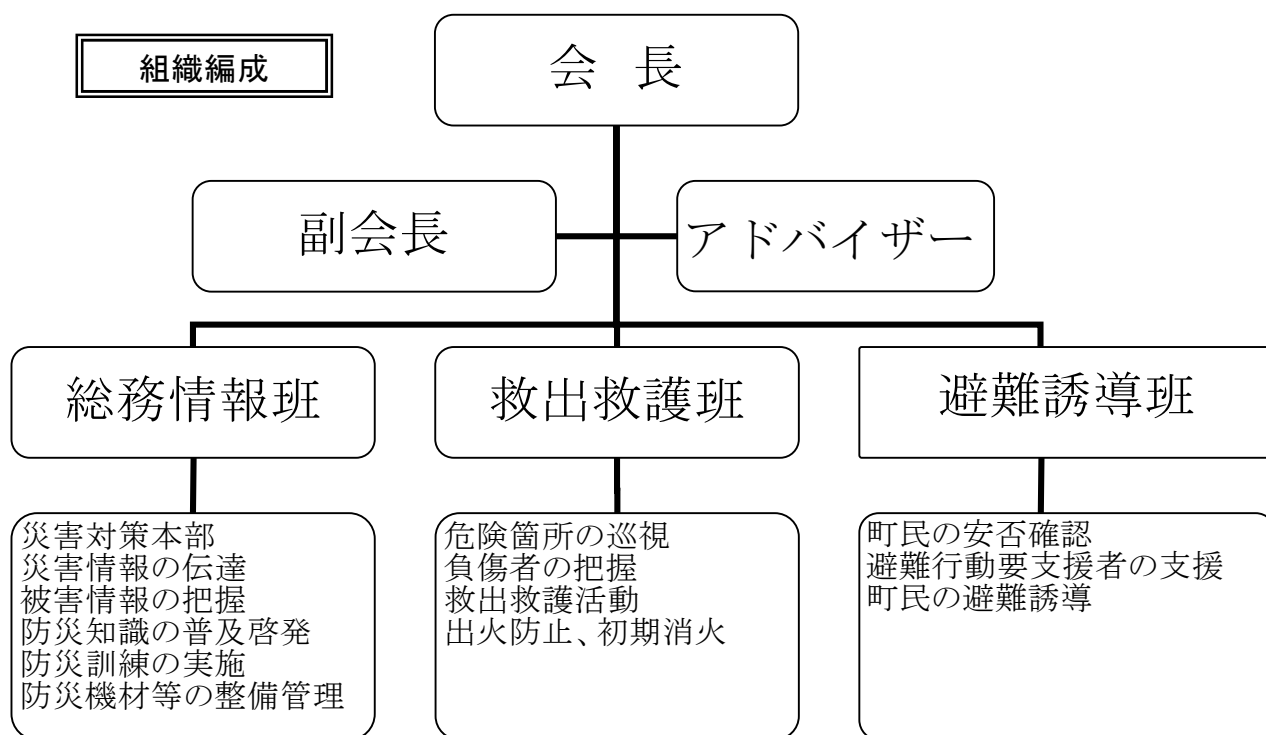 組織編成
会 長
副会長
アドバイザー
総務情報班
救出救護班
避難誘導班
災害対策本部
災害情報の伝達
被害情報の把握
防災知識の普及啓発
防災訓練の実施
防災機材等の整備管理
危険箇所の巡視
負傷者の把握
救出救護活動
出火防止、初期消火
町民の安否確認
避難行動要支援者の支援
町民の避難誘導